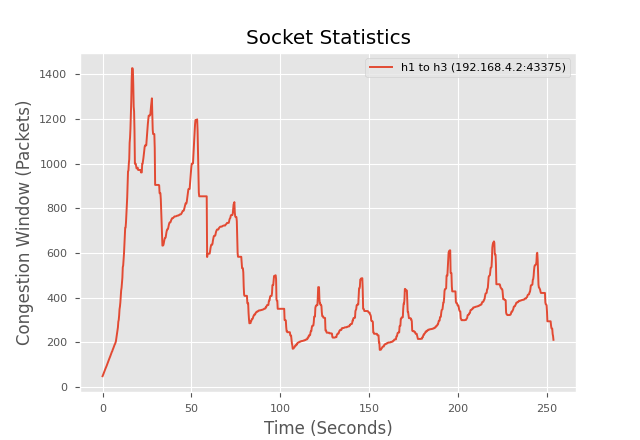 Socket Statistics
h1 to h3 (192.168.4.2:43375)
Congestion Window (Packets)
1400
1200
1000
800
600
400
200
0
0 50 100 150 200 250
Time (Seconds)